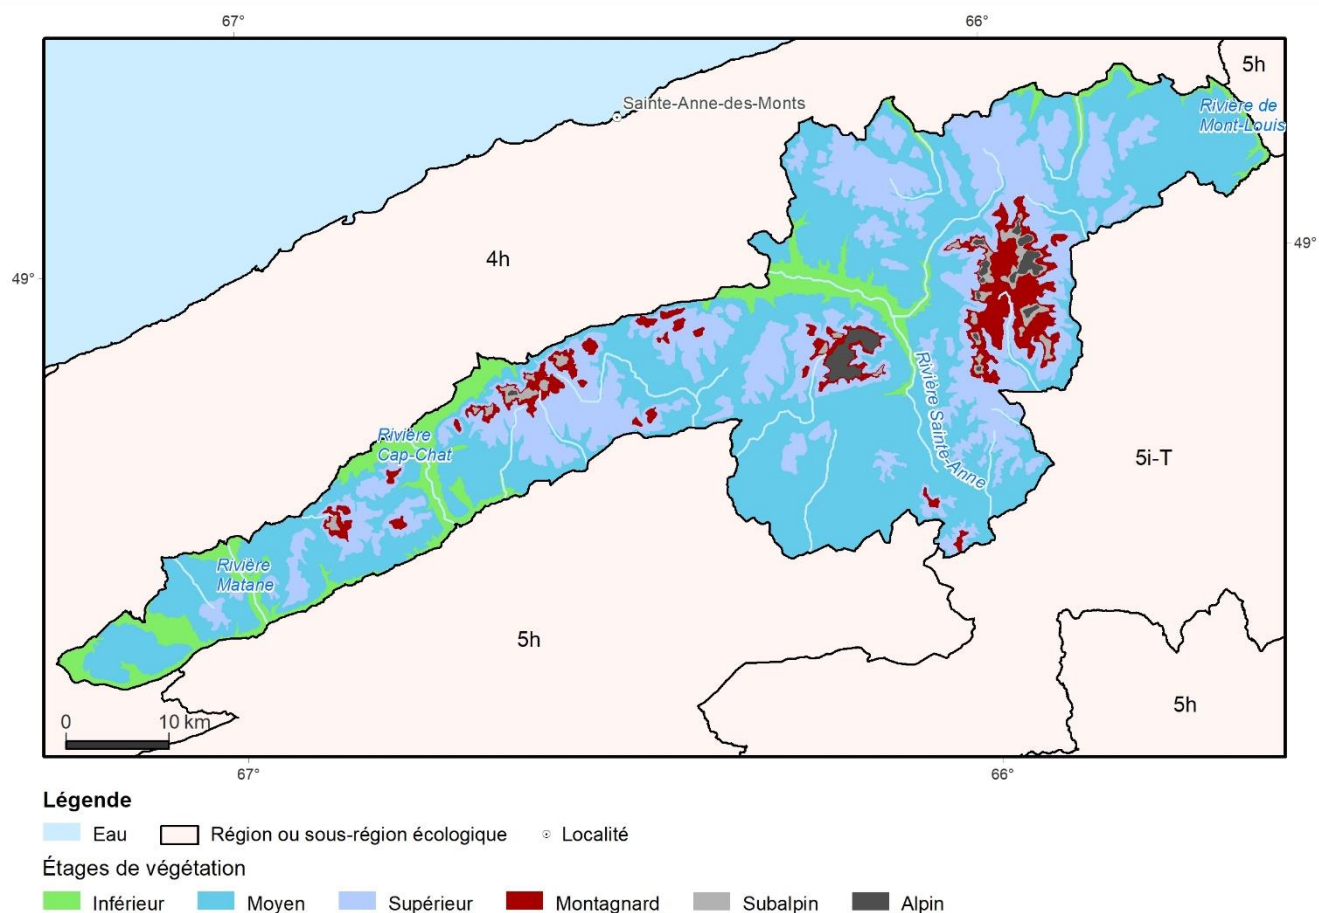 67° 66°
5h
Sainte-Anne-des-Monts
Rivière de
Mont-Louis
4h
49°
49°
Rivière Sainte-Anne
Rivière
Cap-Chat
5i-T
Rivière
Matane
5h
5h
0 10 km
67° 66°
Légende
Eau Région ou sous-région écologique Localité
Étages de végétation
Inférieur Moyen Supérieur Montagnard Subalpin Alpin